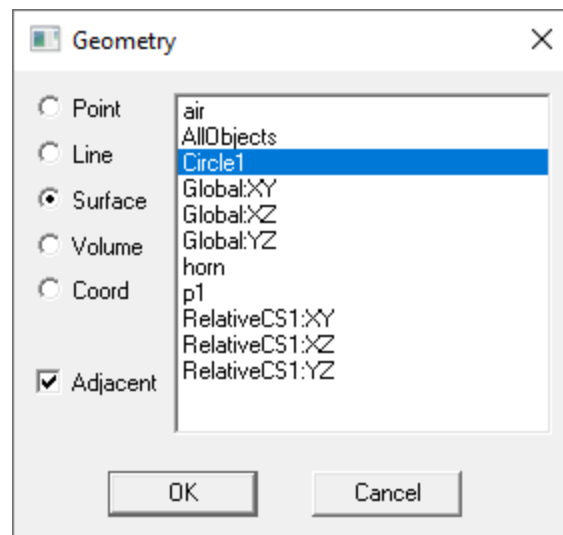 Geometry
Point
Line
Surface
Volume
Coord
Adjacent
air
AllObjects
Circle1
Global:XY
Global:XZ
Global:YZ
horn
p1
RelativeCS1:XY
RelativeCS1:XZ
RelativeCS1:YZ
OK
Cancel